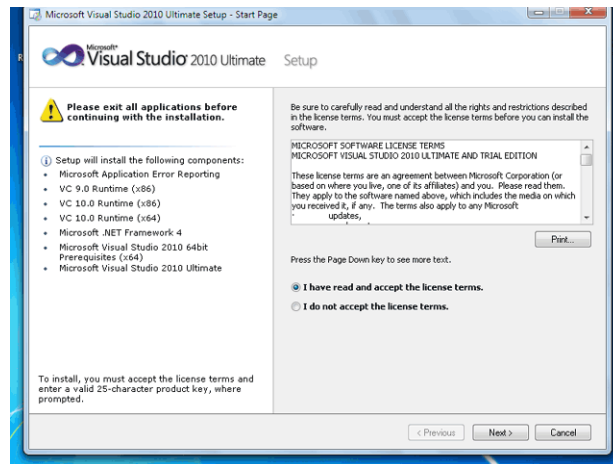 Microsoft Visual Studio 2010 Ultimate Setup - Start Page
R
Microsoft
Visual Studio 2010 Ultimate
Setup
Please exit all applications before
continuing with the installation.
Setup will install the following components:
• Microsoft Application Error Reporting
• VC 9.0 Runtime (x86)
• VC 10.0 Runtime (x86)
• VC 10.0 Runtime (x64)
• Microsoft .NET Framework 4
• Microsoft Visual Studio 2010 64bit
Prerequisites (x64)
• Microsoft Visual Studio 2010 Ultimate
To install, you must accept the license terms and
enter a valid 25-character product key, where
prompted.
Be sure to carefully read and understand all the rights and restrictions described
in the license terms. You must accept the license terms before you can install the
software.
MICROSOFT SOFTWARE LICENSE TERMS
MICROSOFT VISUAL STUDIO 2010 ULTIMATE AND TRIAL EDITION
These license terms are an agreement between Microsoft Corporation (or
based on where you live, one of its affiliates) and you. Please read them.
They apply to the software named above, which includes the media on which
you received it, if any. The terms also apply to any Microsoft
· updates,
Print...
Press the Page Down key to see more text.
I have read and accept the license terms.
I do not accept the license terms.
< Previous
Next >
Cancel